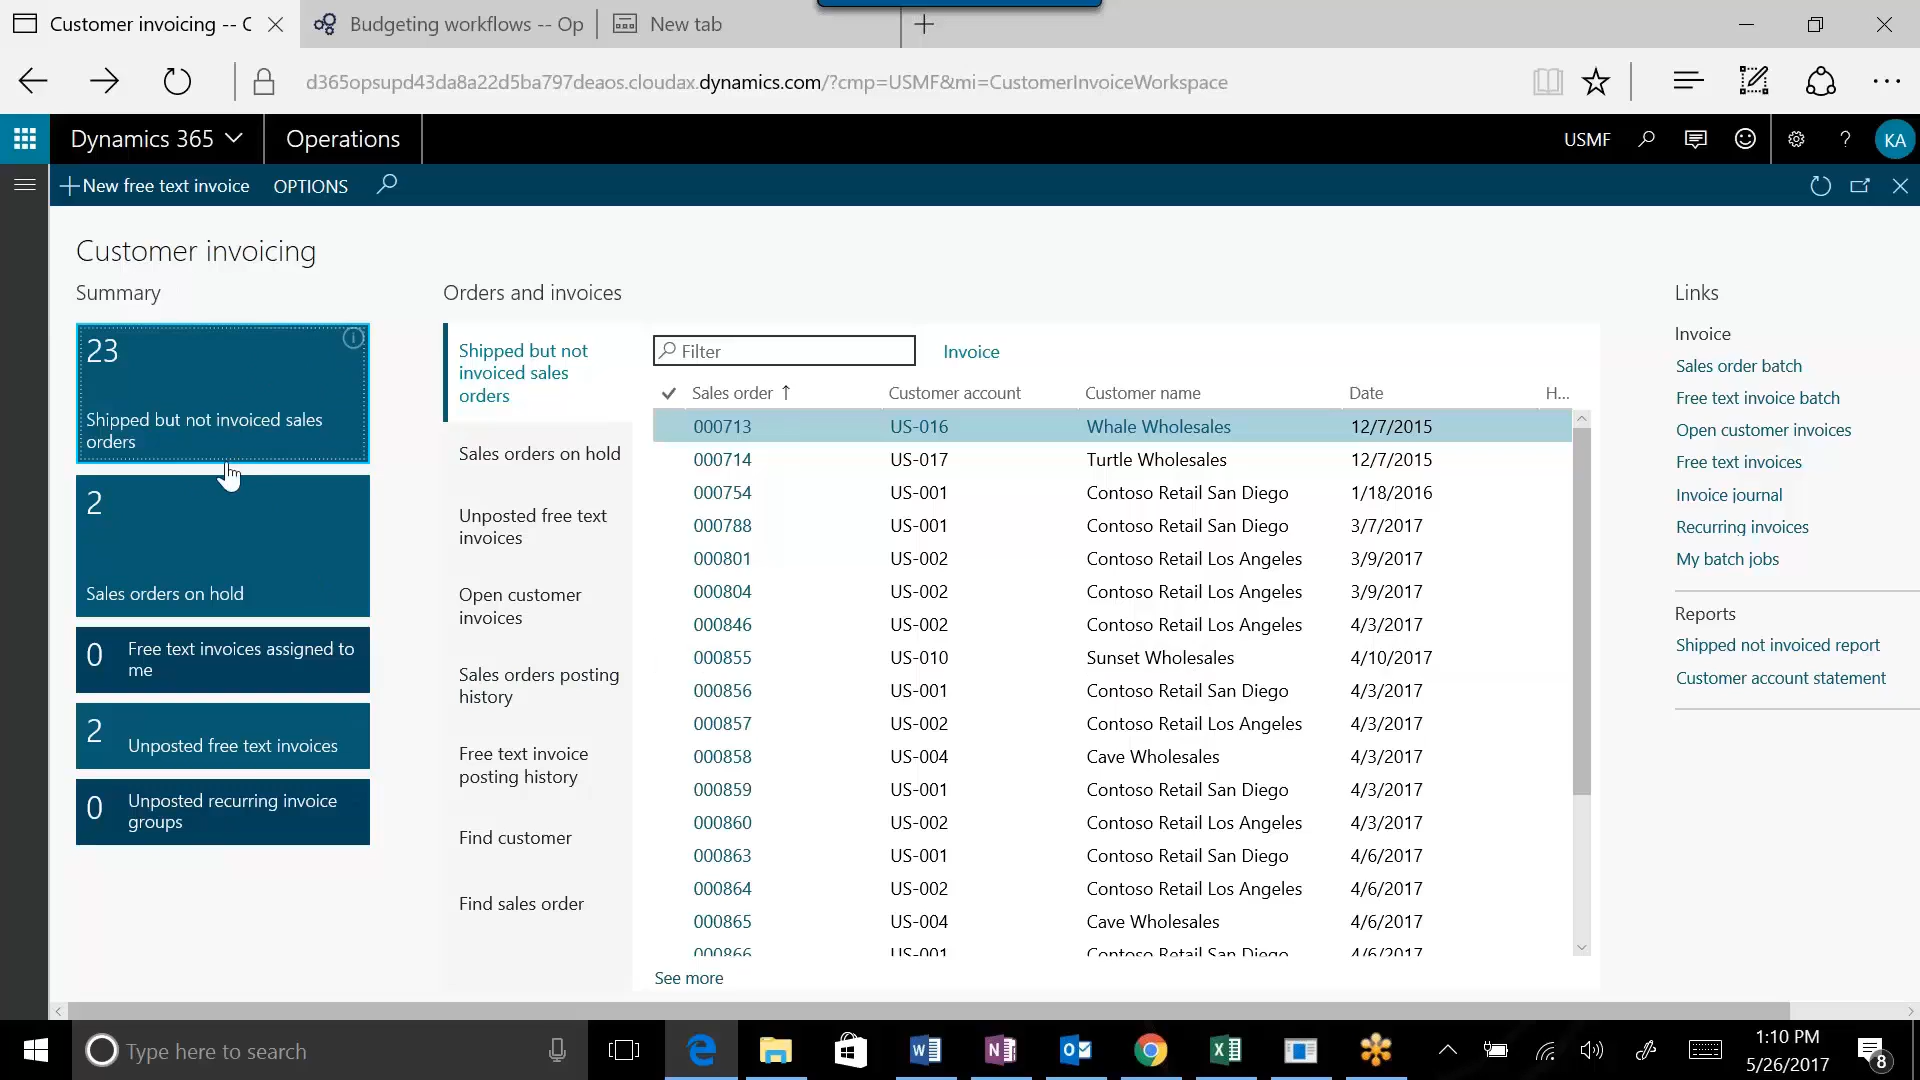 Customer invoicing -- C
Budgeting workflows -- Op
New tab
d365opsupd43da8a22d5ba797deaos.cloudax.dynamics.com/?cmp=USMF&mi=CustomerInvoiceWorkspace
Dynamics 365
Operations
USMF
?
KA
New free text invoice
OPTIONS
Customer invoicing
Summary
23
Shipped but not invoiced sales
orders
2
Sales orders on hold
0
Free text invoices assigned to
me
2
Unposted free text invoices
0
Unposted recurring invoice
groups
Orders and invoices
Shipped but not
invoiced sales
orders
Sales orders on hold
Unposted free text
invoices
Open customer
invoices
Sales orders posting
history
Free text invoice
posting history
Find customer
Find sales order
Filter
Invoice
Sales order Customer account Customer name Date H...
000713 US-016 Whale Wholesales 12/7/2015
000714 US-017 Turtle Wholesales 12/7/2015
000754 US-001 Contoso Retail San Diego 1/18/2016
000788 US-001 Contoso Retail San Diego 3/7/2017
000801 US-002 Contoso Retail Los Angeles 3/9/2017
000804 US-002 Contoso Retail Los Angeles 3/9/2017
000846 US-002 Contoso Retail Los Angeles 4/3/2017
000855 US-010 Sunset Wholesales 4/10/2017
000856 US-001 Contoso Retail San Diego 4/3/2017
000857 US-002 Contoso Retail Los Angeles 4/3/2017
000858 US-004 Cave Wholesales 4/3/2017
000859 US-001 Contoso Retail San Diego 4/3/2017
000860 US-002 Contoso Retail Los Angeles 4/3/2017
000863 US-001 Contoso Retail San Diego 4/6/2017
000864 US-002 Contoso Retail Los Angeles 4/6/2017
000865 US-004 Cave Wholesales 4/6/2017
000866 US-001 Contoso Retail San Diego 4/6/2017
See more
Links
Invoice
Sales order batch
Free text invoice batch
Open customer invoices
Free text invoices
Invoice journal
Recurring invoices
My batch jobs
Reports
Shipped not invoiced report
Customer account statement
Type here to search
1:10 PM
5/26/2017
8